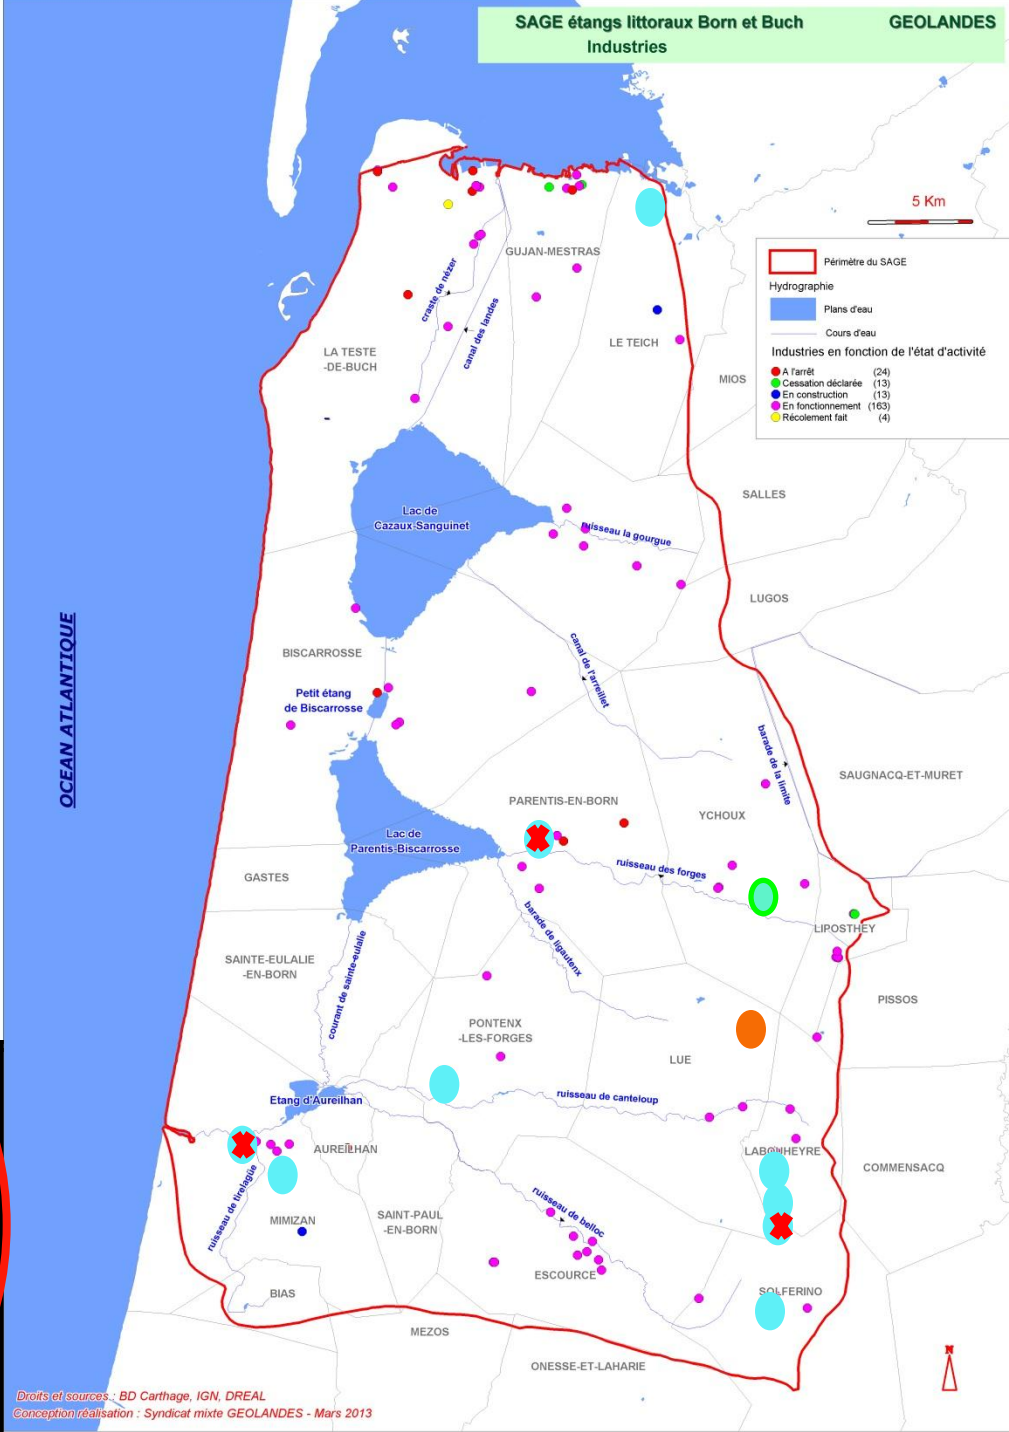 SAGE étangs littoraux Born et Buch GEOLANDES
Industries
5 Km
Périmètre du SAGE
Hydrographie
Plans d'eau
Cours d'eau
Industries en fonction de l'état d'activité
A l'arrêt (24)
Cessation déclarée (13)
En construction (13)
En fonctionnement (163)
Récolement fait (4)
GUJAN-MESTRAS
craste de nézer
canal des landes
LE TEICH
LA TESTE
-DE-BUCH
MIOS
SALLES
Lac de
Cazaux-Sanguinet
ruisseau la gourgue
LUGOS
OCEAN ATLANTIQUE
BISCARROSSE
canal de l'arreillet
Petit étang
de Biscarrosse
barade de la limite
SAUGNACQ-ET-MURET
PARENTIS-EN-BORN
YCHOUX
Lac de
Parentis-Biscarrosse
ruisseau des forges
GASTES
barade de ligautenx
LIPOSTHEY
SAINTE-EULALIE
-EN-BORN
courant de sainte-eulalie
PISSOS
PONTENX
-LES-FORGES
LUE
Etang d'Aureilhan
ruisseau de canteloup
AUREILHAN
LABOUHEYRE
COMMENSACQ
ruisseau de tirelagüe
MIMIZAN
SAINT-PAUL
-EN-BORN
ruisseau de belloc
ESCOURCE
SOLFERINO
BIAS
MEZOS
ONESSE-ET-LAHARIE
N
Droits et sources : BD Carthage, IGN, DREAL
Conception réalisation : Syndicat mixte GEOLANDES - Mars 2013